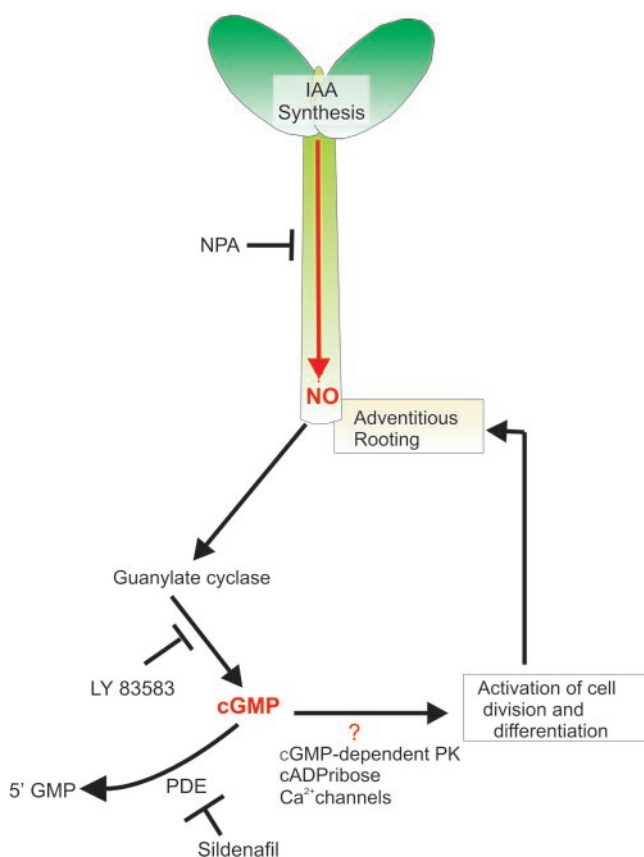 IAA
Synthesis
NPA
NO
Adventitious
Rooting
Guanylate cyclase
LY 83583
cGMP
Activation of cell
division and
differentiation
?
cGMP-dependent PK
cADPribose
Ca²⁺channels
5' GMP
PDE
Sildenafil